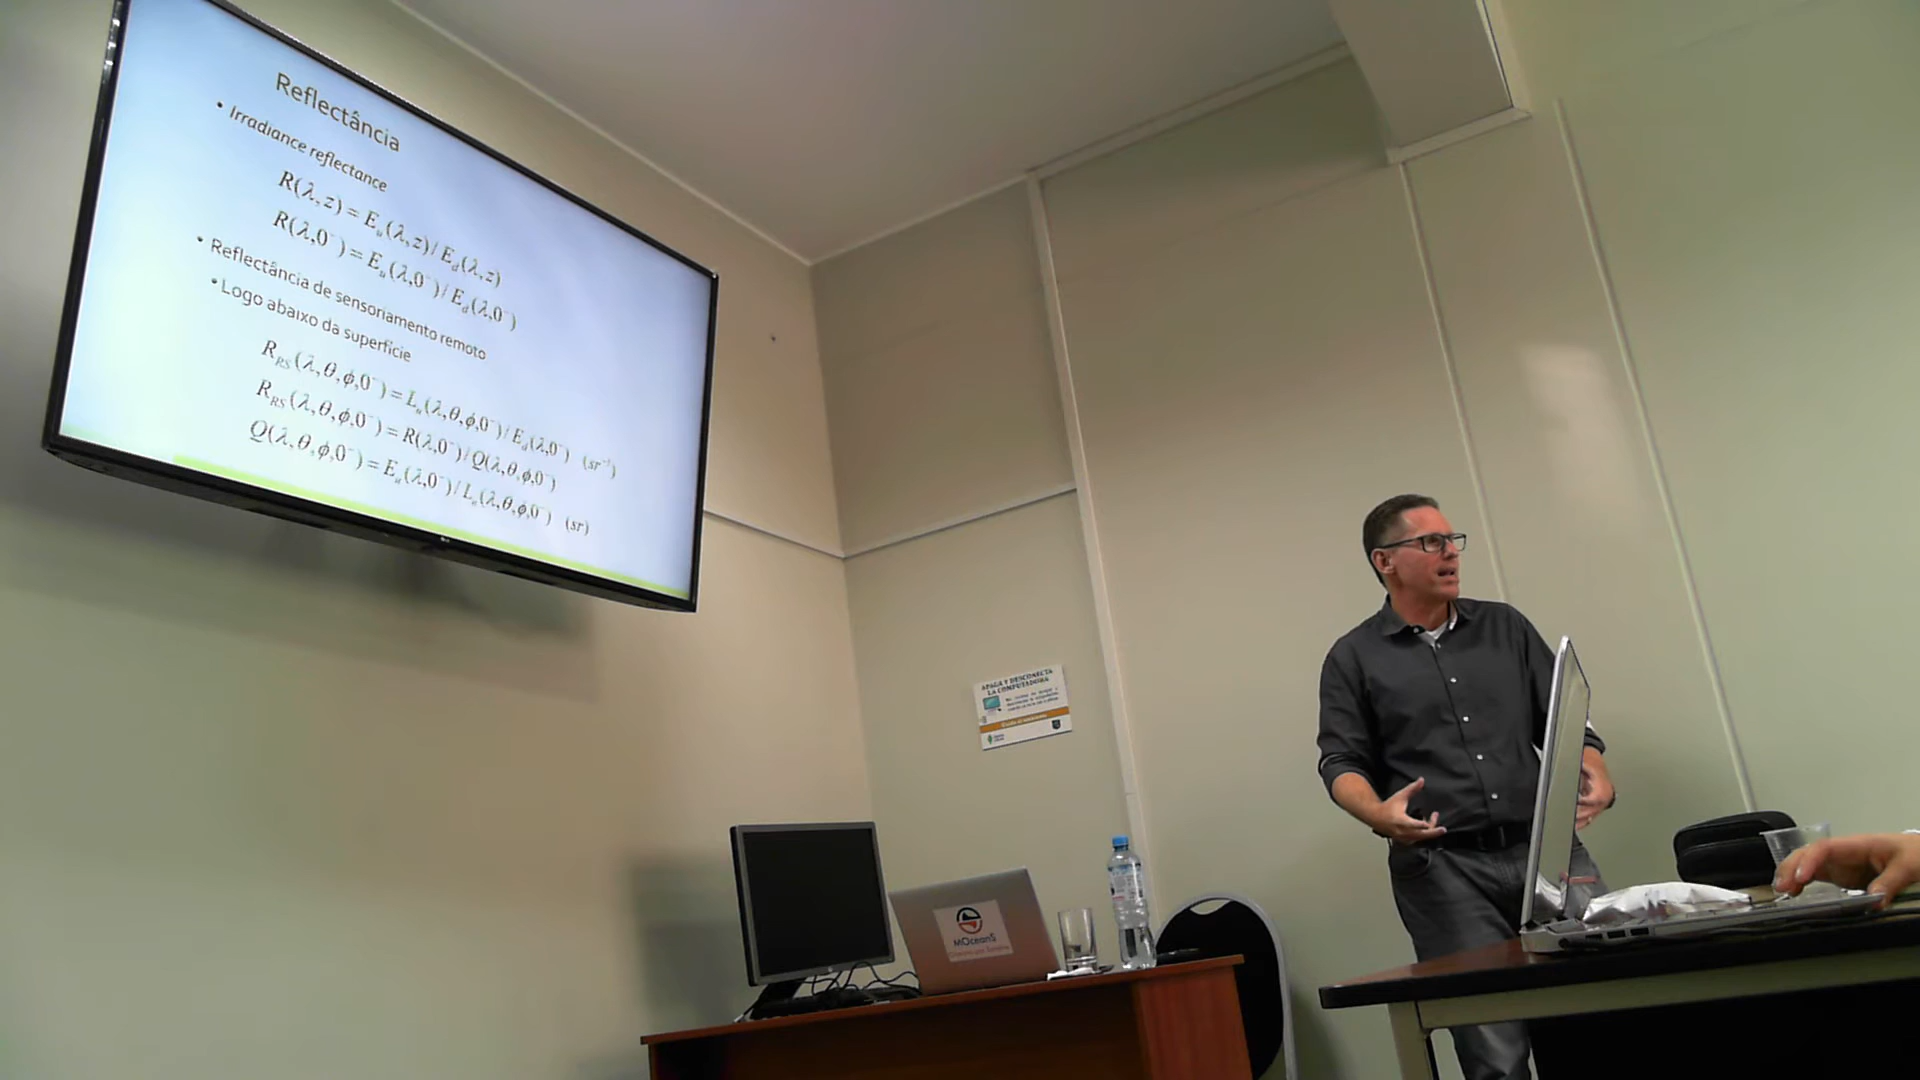 Reflectância
• Irradiance reflectance
R(λ,z) = E_u(λ,z) / E_d(λ,z)
R(λ,0⁻) = E_u(λ,0⁻) / E_d(λ,0⁻)
• Reflectância de sensoriamento remoto
• Logo abaixo da superfície
R_RS(λ,θ,ϕ,0⁻) = L_u(λ,θ,ϕ,0⁻) / E_d(λ,0⁻) (sr⁻¹)
R_RS(λ,θ,ϕ,0⁻) = R(λ,0⁻) / Q(λ,θ,ϕ,0⁻)
Q(λ,θ,ϕ,0⁻) = E_u(λ,0⁻) / L_u(λ,θ,ϕ,0⁻) (sr)
APAGA Y DESCONECTA
LA COMPUTADORA
MOceanS